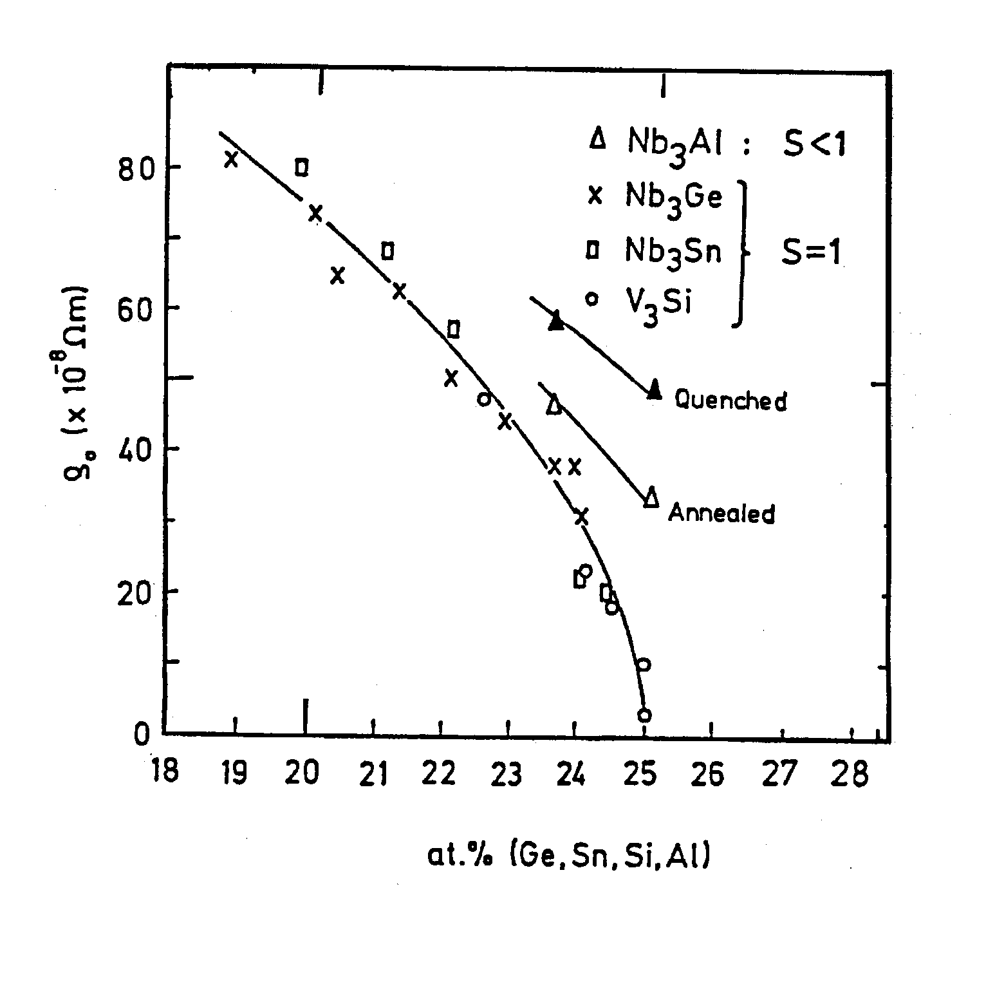 △ Nb₃Al : S<1
x Nb₃Ge
□ Nb₃Sn S=1
o V₃Si
80
60
40
20
0
ρ₀ (x 10⁻⁸ Ωm)
Quenched
Annealed
18 19 20 21 22 23 24 25 26 27 28
at.% (Ge,Sn,Si,Al)